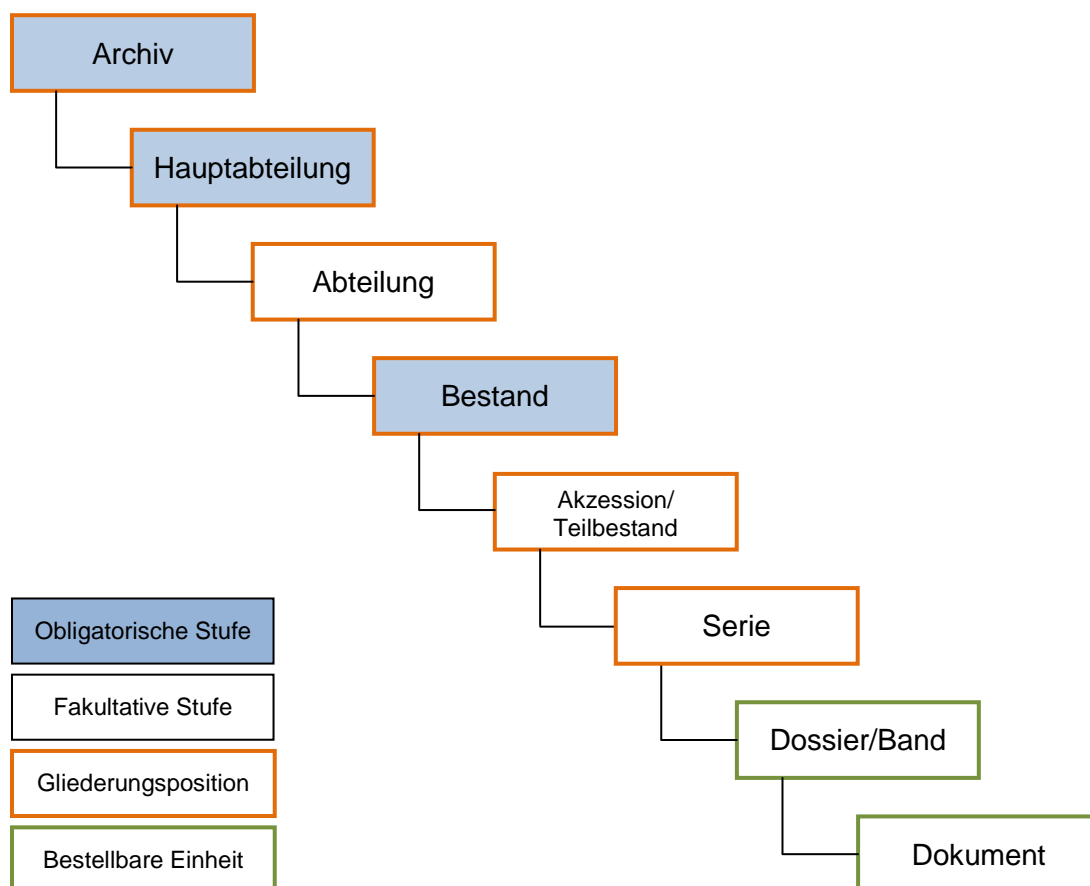 Archiv
Hauptabteilung
Abteilung
Bestand
Akzession/
Teilbestand
Serie
Dossier/Band
Dokument
Obligatorische Stufe
Fakultative Stufe
Gliederungsposition
Bestellbare Einheit